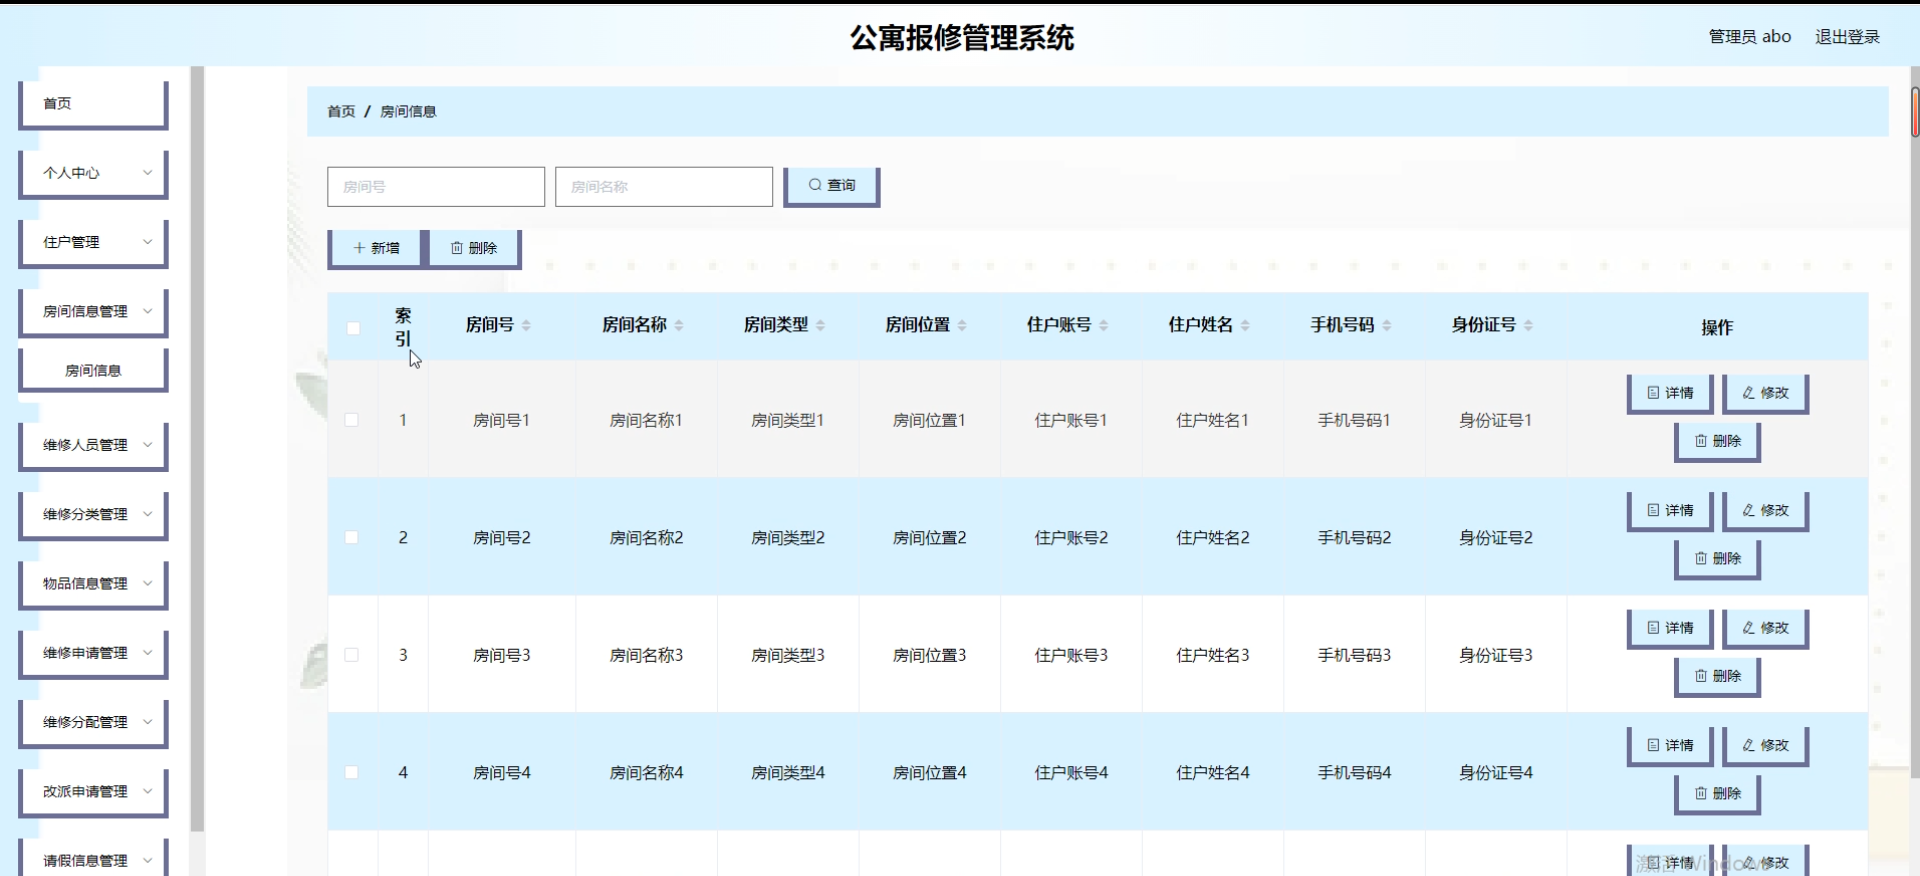 公寓报修管理系统
管理员 abo 退出登录
首页
个人中心
住户管理
房间信息管理
房间信息
维修人员管理
维修分类管理
物品信息管理
维修申请管理
维修分配管理
改派申请管理
请假信息管理
首页 / 房间信息
房间号 房间名称 查询
新增 删除
索引 房间号 房间名称 房间类型 房间位置 住户账号 住户姓名 手机号码 身份证号 操作
1 房间号1 房间名称1 房间类型1 房间位置1 住户账号1 住户姓名1 手机号码1 身份证号1 详情 修改
删除
2 房间号2 房间名称2 房间类型2 房间位置2 住户账号2 住户姓名2 手机号码2 身份证号2 详情 修改
删除
3 房间号3 房间名称3 房间类型3 房间位置3 住户账号3 住户姓名3 手机号码3 身份证号3 详情 修改
删除
4 房间号4 房间名称4 房间类型4 房间位置4 住户账号4 住户姓名4 手机号码4 身份证号4 详情 修改
删除
详情 修改
激活 Windows